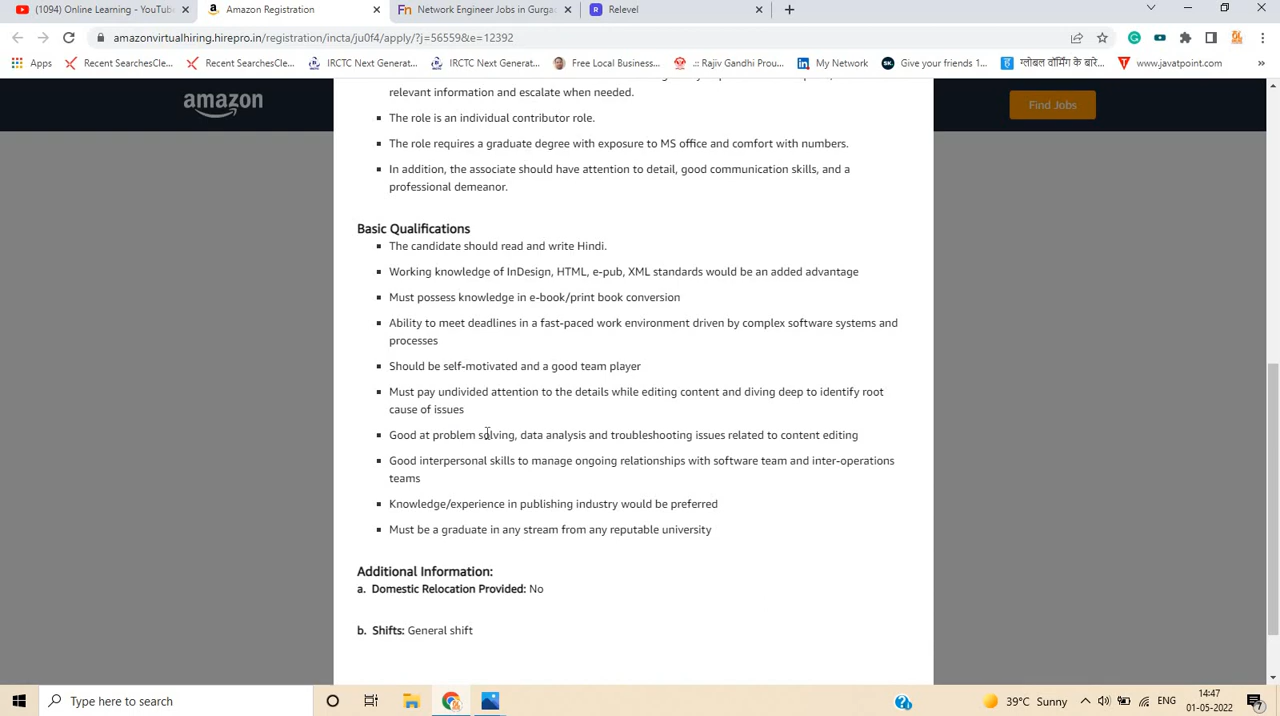 (1094) Online Learning - YouTube
Amazon Registration
Network Engineer Jobs in Gurga
Relevel
amazonvirtualhiring.hirepro.in/registration/incta/ju0f4/apply/?j=56559&e=12392
Apps
Recent SearchesCle...
Recent SearchesCle...
IRCTC Next Generat...
IRCTC Next Generat...
Free Local Business...
.:: Rajiv Gandhi Prou...
My Network
Give your friends 1...
ग्लोबल वॉर्मिंग के बारे...
www.javatpoint.com
amazon
Find Jobs
relevant information and escalate when needed.
The role is an individual contributor role.
The role requires a graduate degree with exposure to MS office and comfort with numbers.
In addition, the associate should have attention to detail, good communication skills, and a
professional demeanor.
Basic Qualifications
The candidate should read and write Hindi.
Working knowledge of InDesign, HTML, e-pub, XML standards would be an added advantage
Must possess knowledge in e-book/print book conversion
Ability to meet deadlines in a fast-paced work environment driven by complex software systems and
processes
Should be self-motivated and a good team player
Must pay undivided attention to the details while editing content and diving deep to identify root
cause of issues
Good at problem solving, data analysis and troubleshooting issues related to content editing
Good interpersonal skills to manage ongoing relationships with software team and inter-operations
teams
Knowledge/experience in publishing industry would be preferred
Must be a graduate in any stream from any reputable university
Additional Information:
a. Domestic Relocation Provided: No
b. Shifts: General shift
Type here to search
39°C Sunny
ENG
14:47
01-05-2022
7